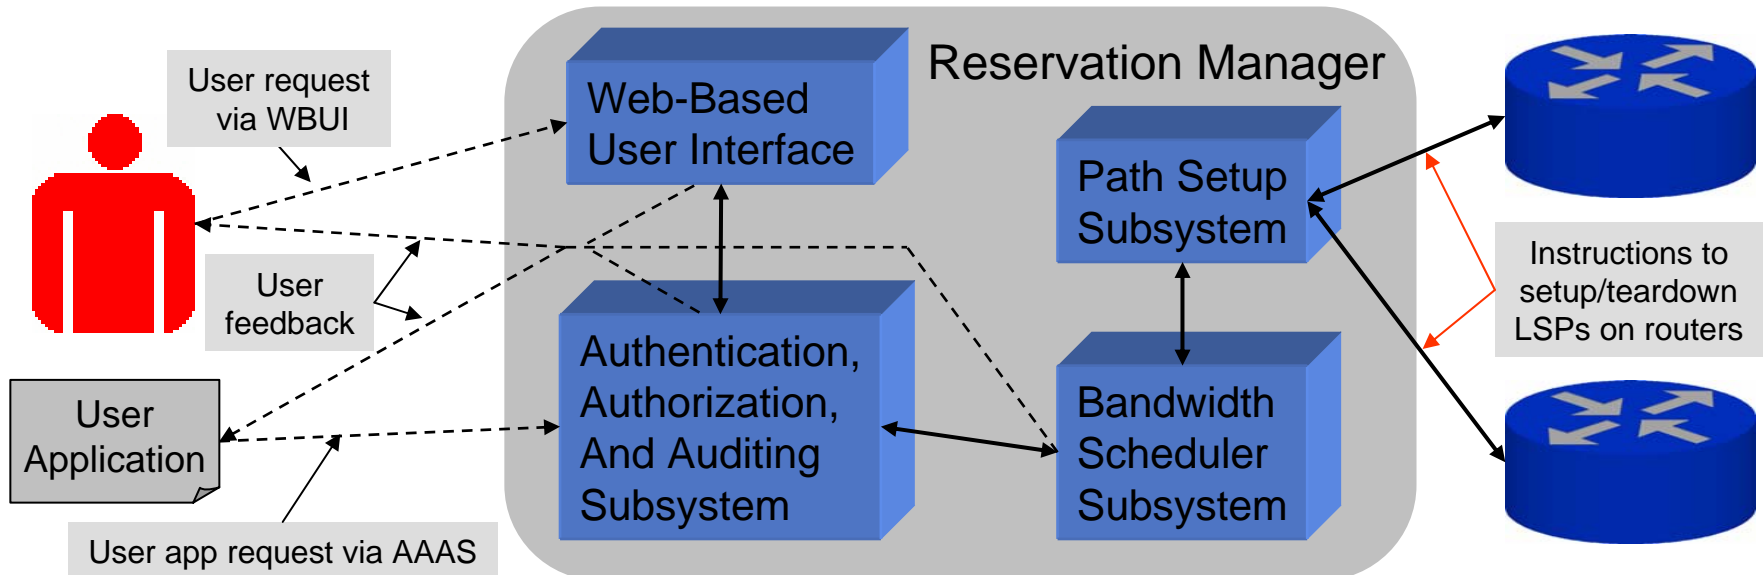 Reservation Manager
User request
via WBUI
Web-Based
User Interface
Path Setup
Subsystem
User
feedback
Instructions to
setup/teardown
LSPs on routers
Authentication,
Authorization,
And Auditing
Subsystem
Bandwidth
Scheduler
Subsystem
User
Application
User app request via AAAS